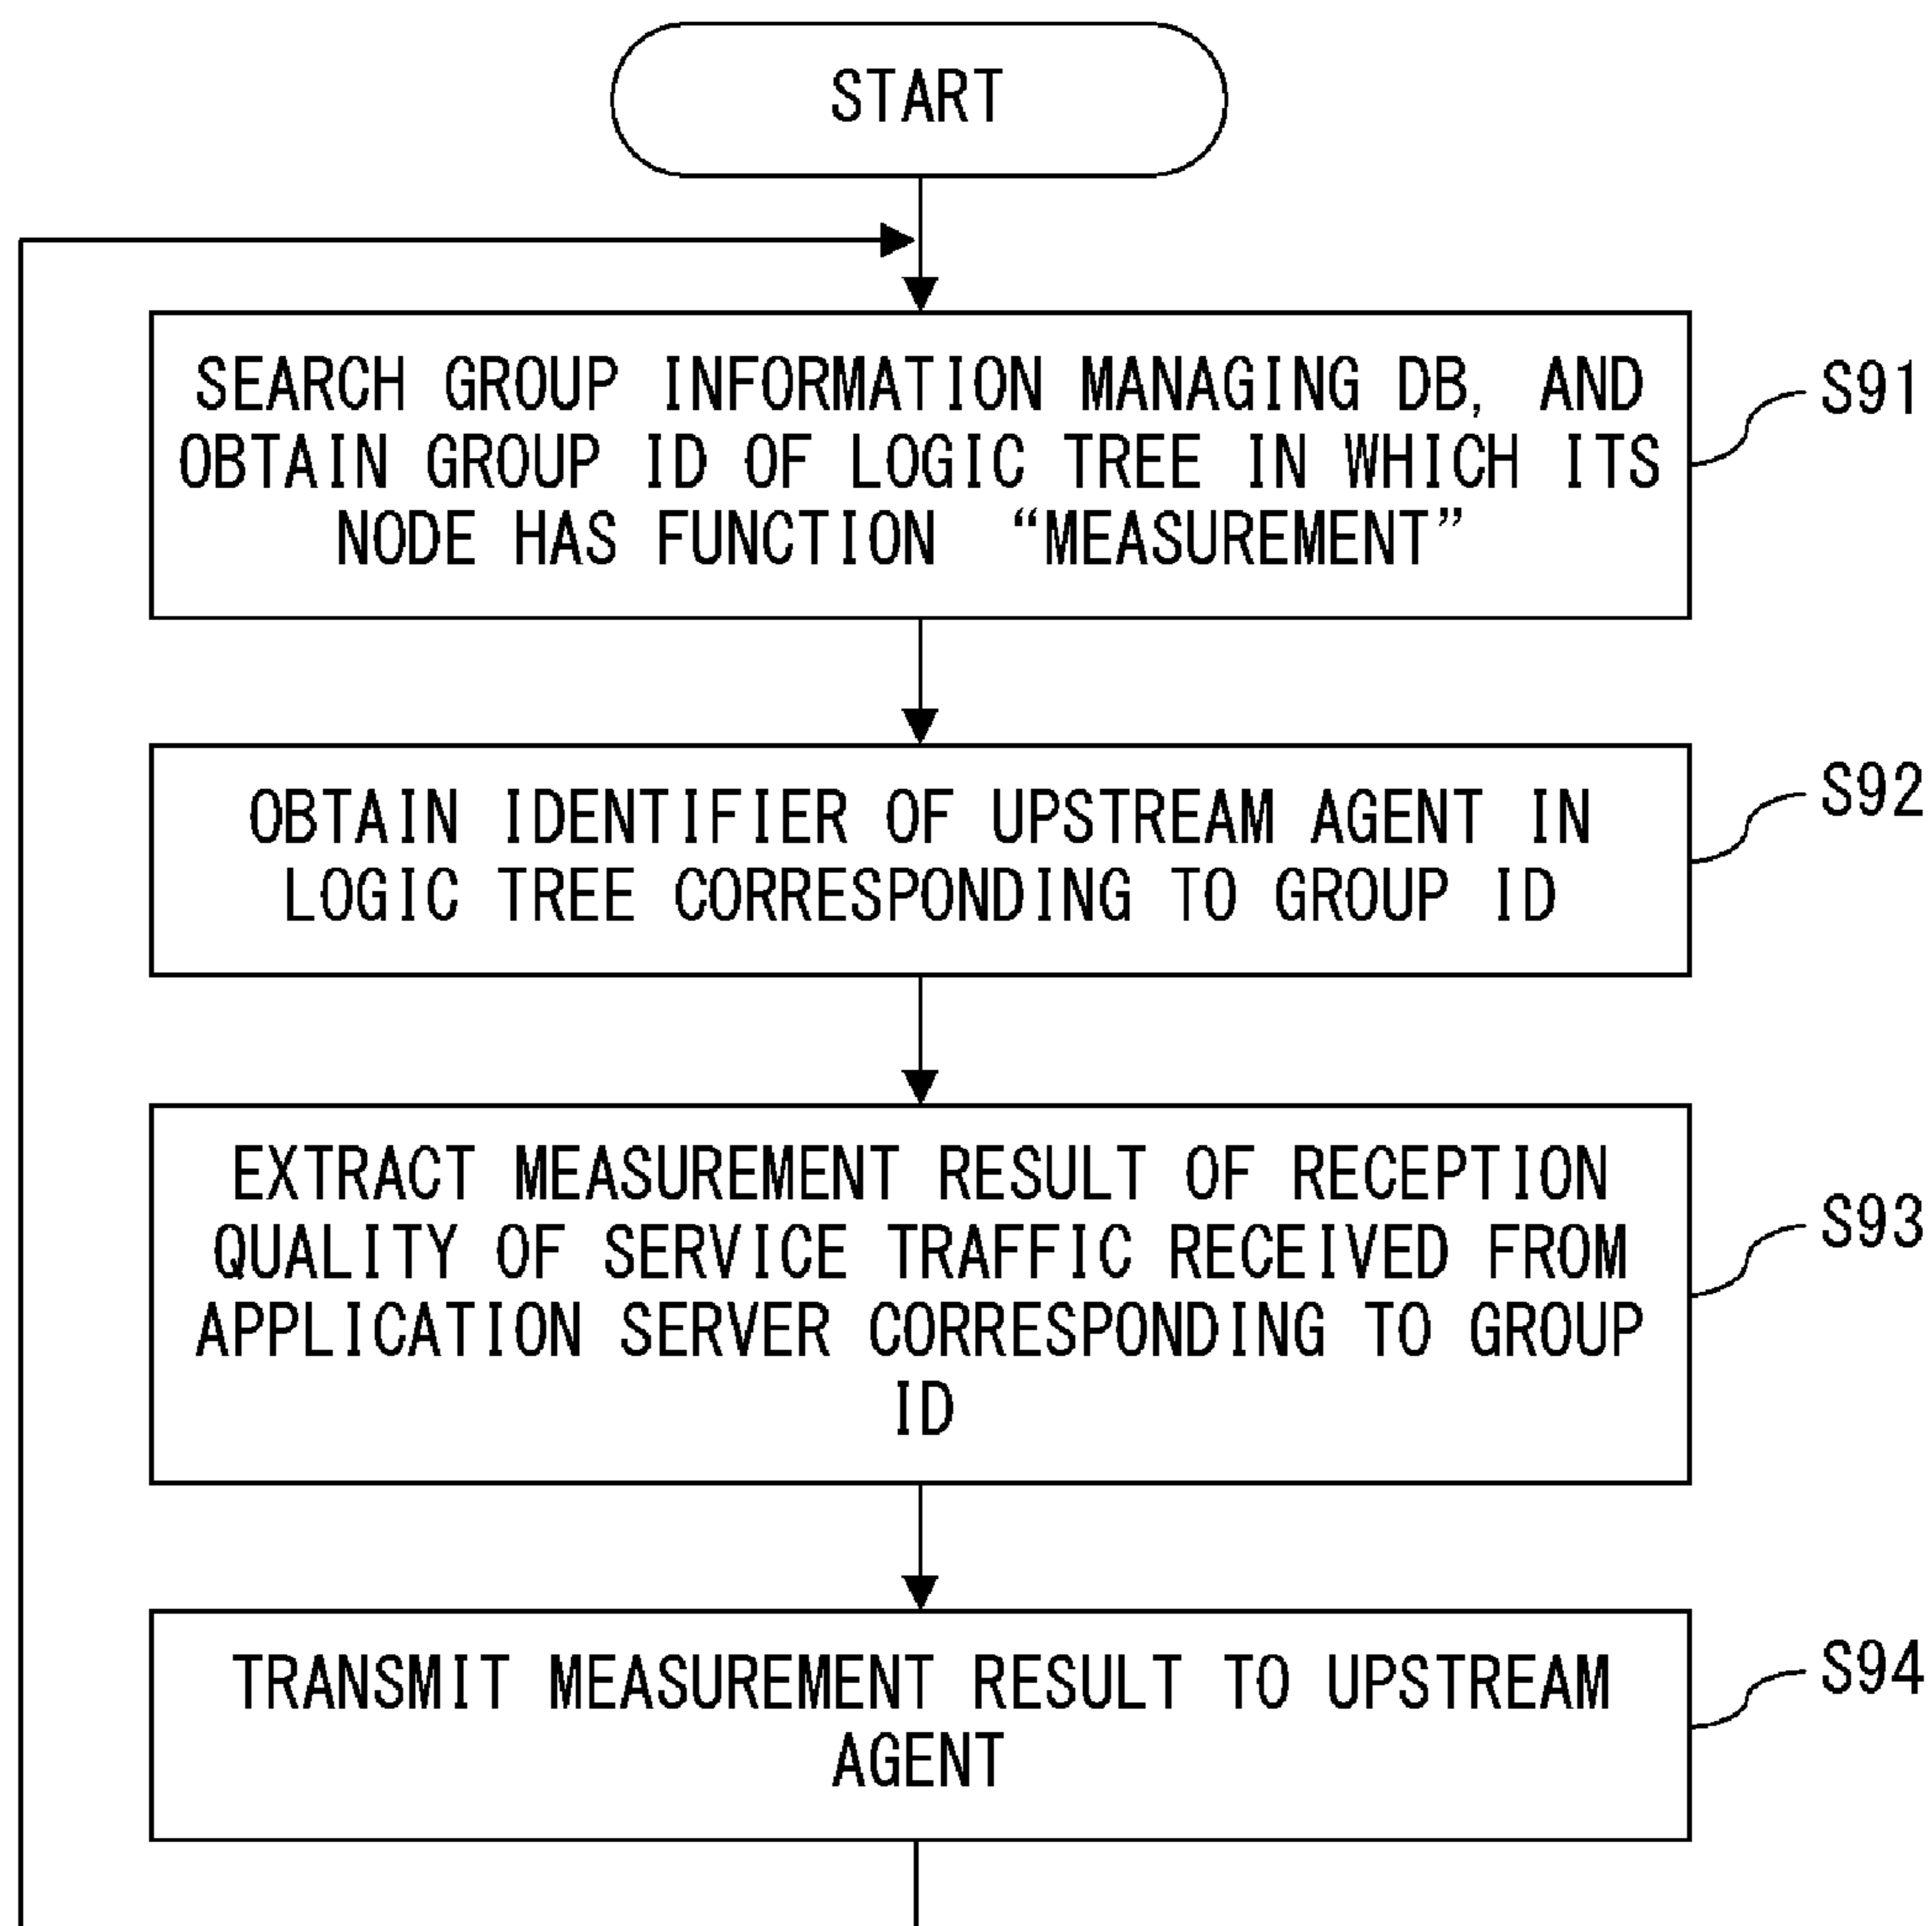 START
SEARCH GROUP INFORMATION MANAGING DB, AND
OBTAIN GROUP ID OF LOGIC TREE IN WHICH ITS
NODE HAS FUNCTION “MEASUREMENT”
S91
OBTAIN IDENTIFIER OF UPSTREAM AGENT IN
LOGIC TREE CORRESPONDING TO GROUP ID
S92
EXTRACT MEASUREMENT RESULT OF RECEPTION
QUALITY OF SERVICE TRAFFIC RECEIVED FROM
APPLICATION SERVER CORRESPONDING TO GROUP
ID
S93
TRANSMIT MEASUREMENT RESULT TO UPSTREAM
AGENT
S94